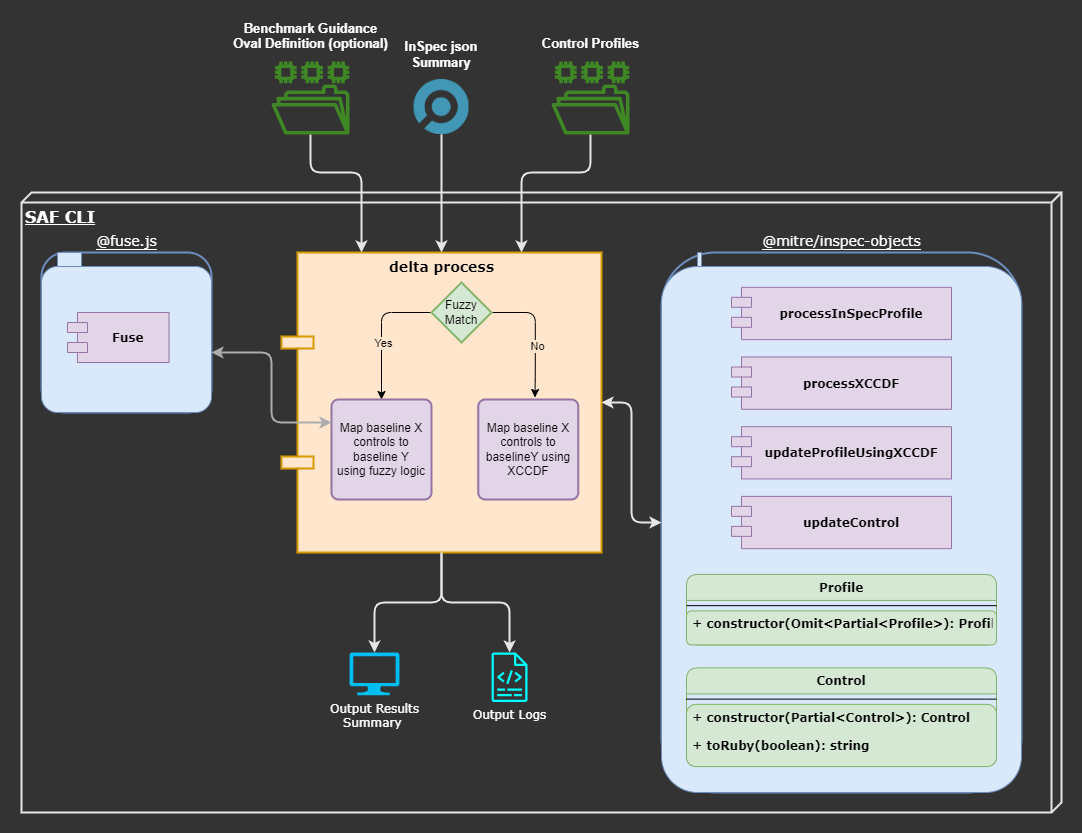 Benchmark Guidance
Oval Definition (optional)
InSpec json
Summary
Control Profiles
SAF CLI
@fuse.js
Fuse
delta process
Fuzzy
Match
Yes
No
Map baseline X
controls to
baseline Y
using fuzzy logic
Map baseline X
controls to
baselineY using
XCCDF
@mitre/inspec-objects
processInSpecProfile
processXCCDF
updateProfileUsingXCCDF
updateControl
Profile
+ constructor(Omit<Partial<Profile>): Profil
Control
+ constructor(Partial<Control>): Control
+ toRuby(boolean): string
Output Results
Summary
Output Logs